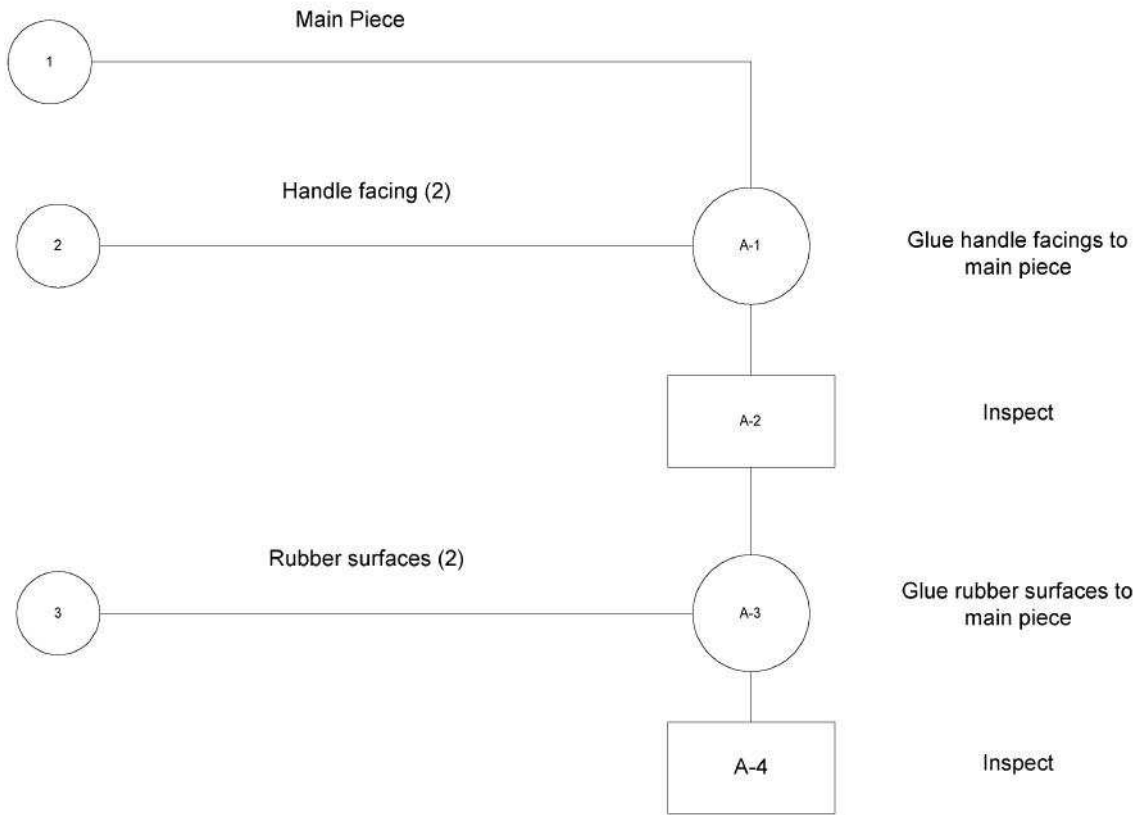 Main Piece
1
Handle facing (2)
2
A-1
Glue handle facings to
main piece
A-2
Inspect
Rubber surfaces (2)
3
A-3
Glue rubber surfaces to
main piece
A-4
Inspect